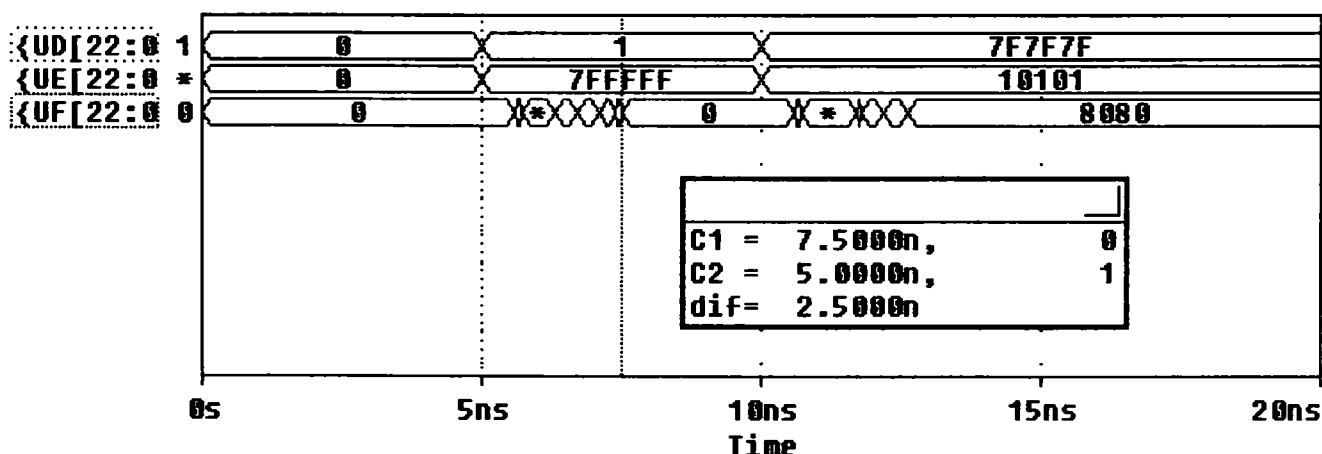 {UD[22:0 1 0 1 7F7F7F
{UE[22:0 * 0 7FFFFF 10101
{UF[22:0 0 0 * 0 * 8080
C1 = 7.5000n, 0
C2 = 5.0000n, 1
dif= 2.5000n
0s 5ns 10ns 15ns 20ns
Time